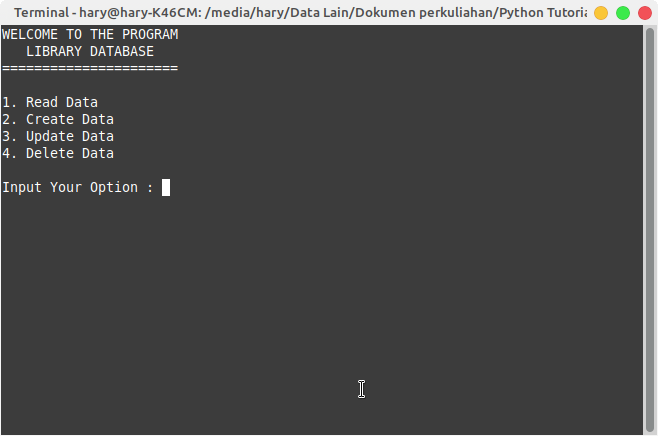 Terminal - hary@hary-K46CM: /media/hary/Data Lain/Dokumen perkuliahan/Python Tutoria
WELCOME TO THE PROGRAM
LIBRARY DATABASE
======================
1. Read Data
2. Create Data
3. Update Data
4. Delete Data
Input Your Option :